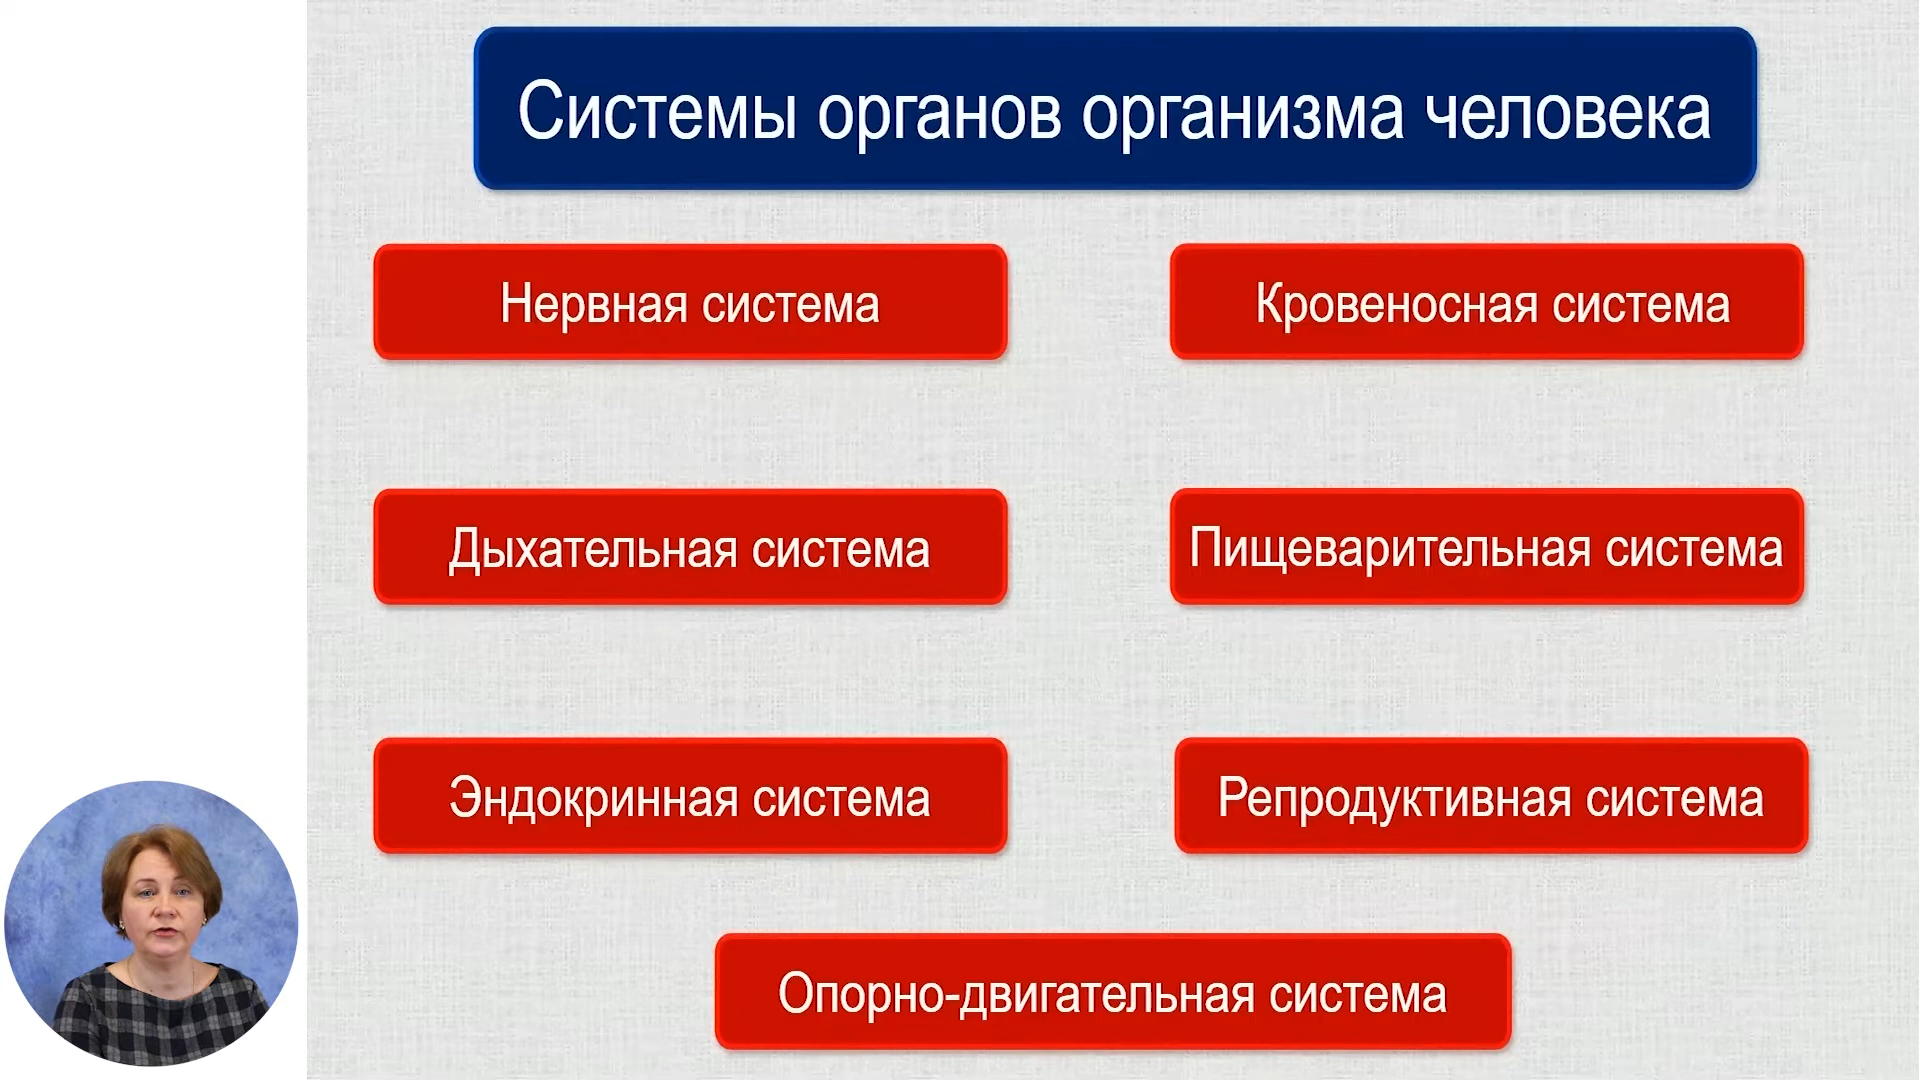 Системы органов организма человека
Нервная система
Кровеносная система
Дыхательная система
Пищеварительная система
Эндокринная система
Репродуктивная система
Опорно-двигательная система